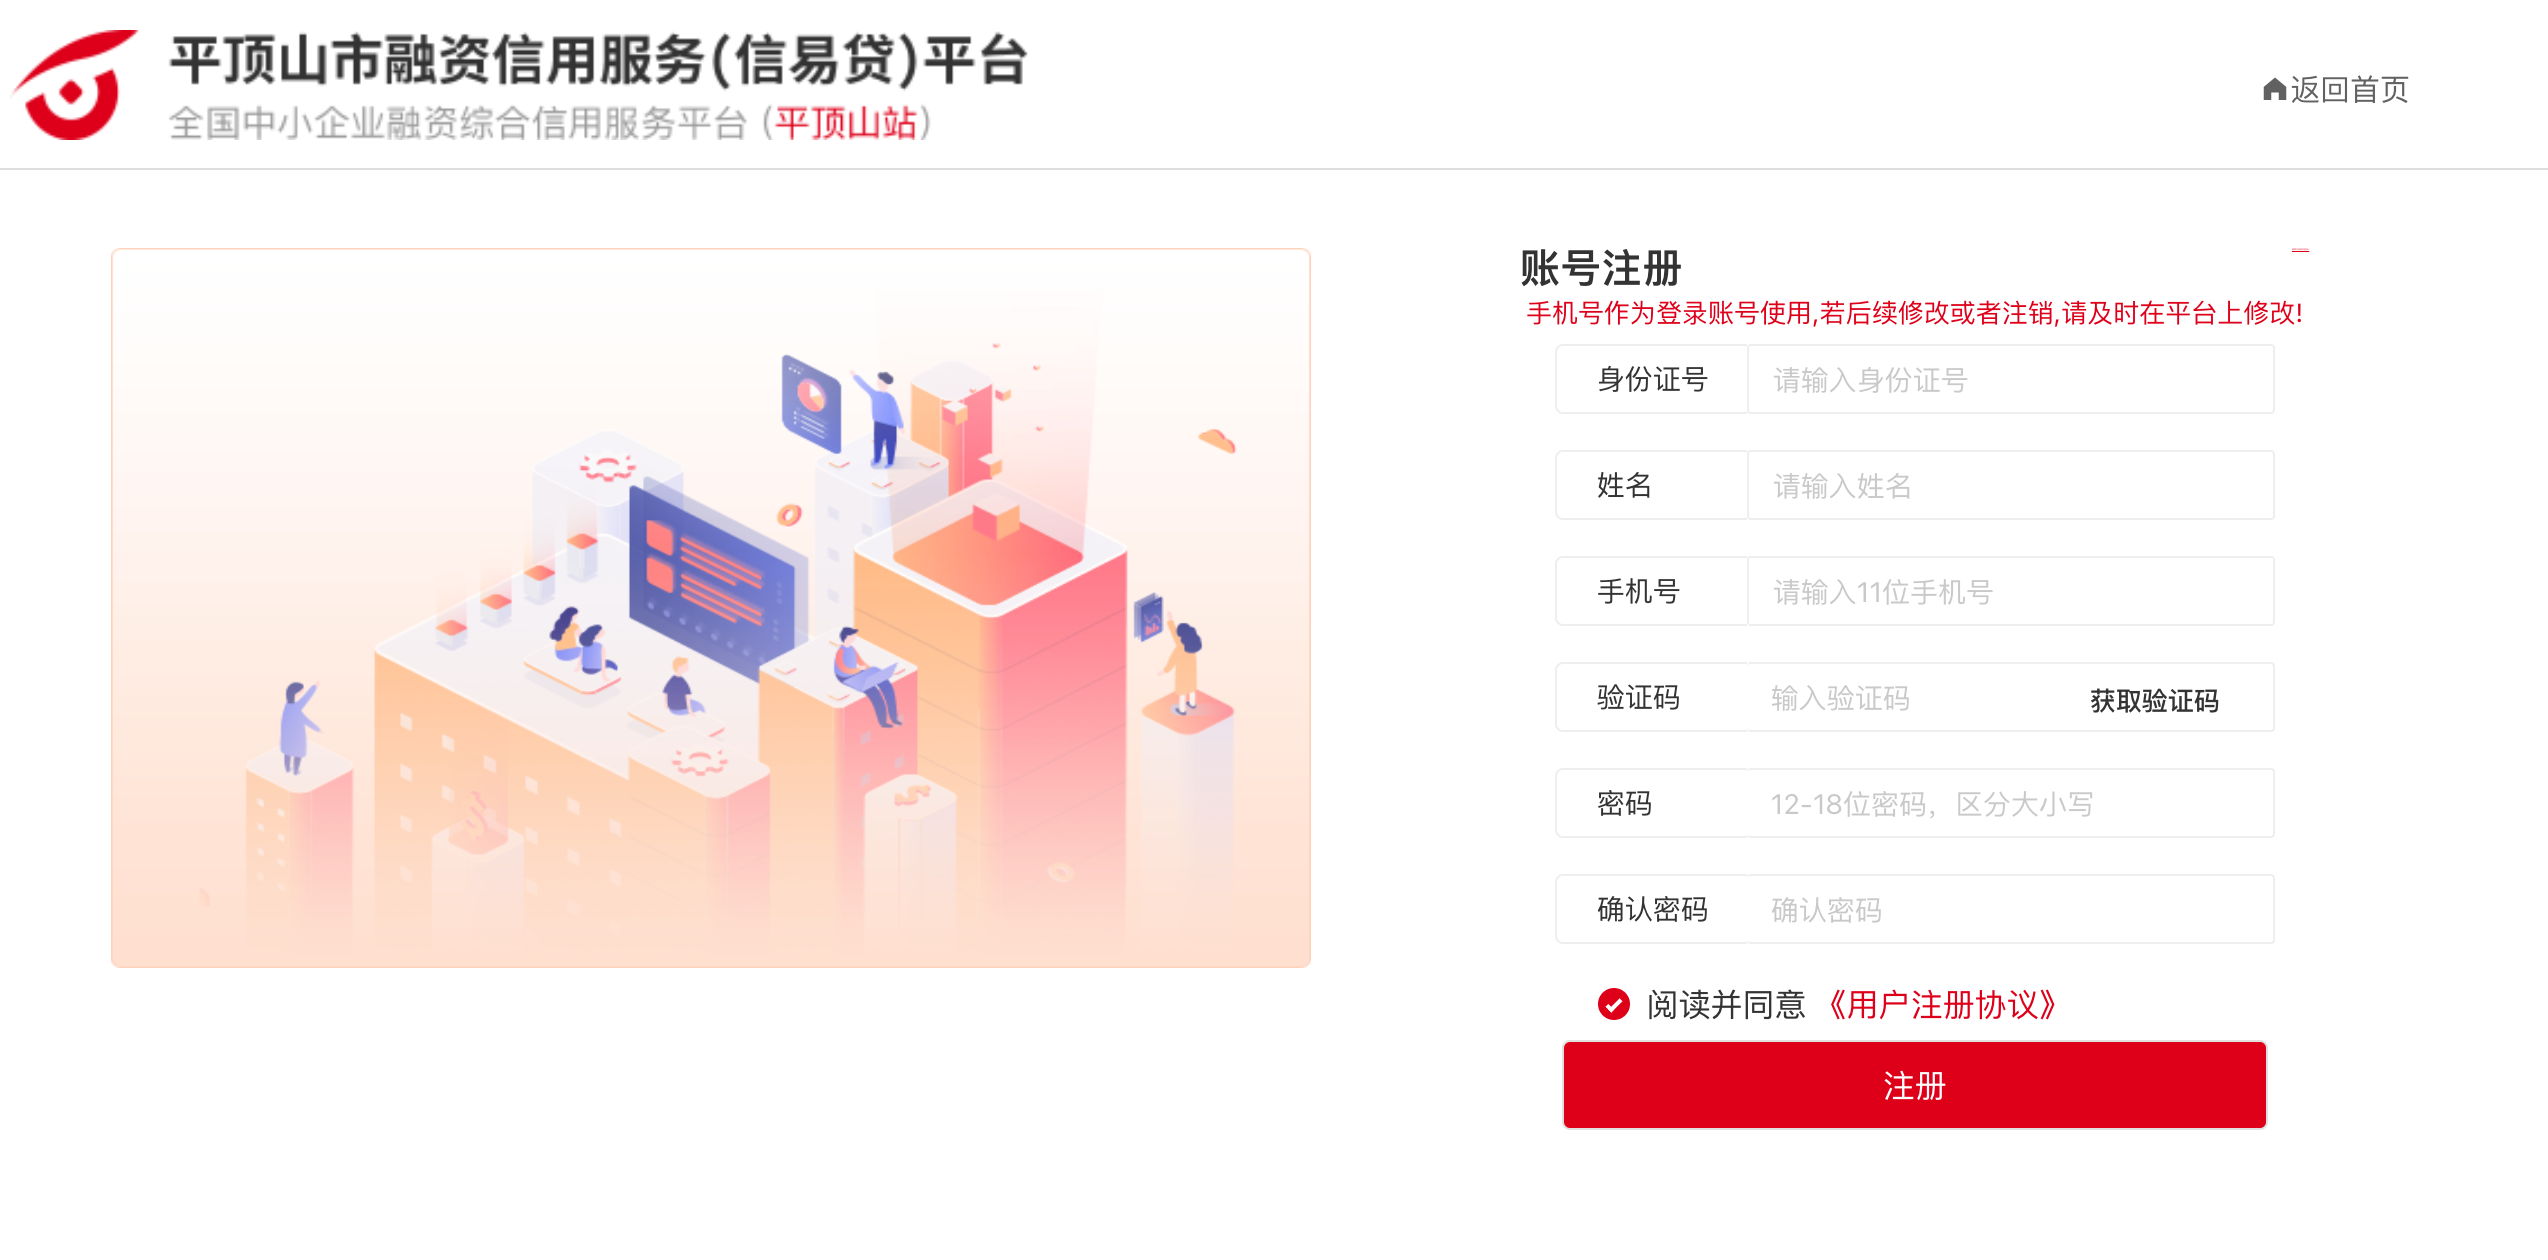 平顶山市融资信用服务(信易贷)平台
全国中小企业融资综合信用服务平台 (平顶山站)
返回首页
账号注册
手机号作为登录账号使用,若后续修改或者注销,请及时在平台上修改!
身份证号 请输入身份证号
姓名 请输入姓名
手机号 请输入11位手机号
验证码 输入验证码 获取验证码
密码 12-18位密码，区分大小写
确认密码 确认密码
阅读并同意 《用户注册协议》
注册